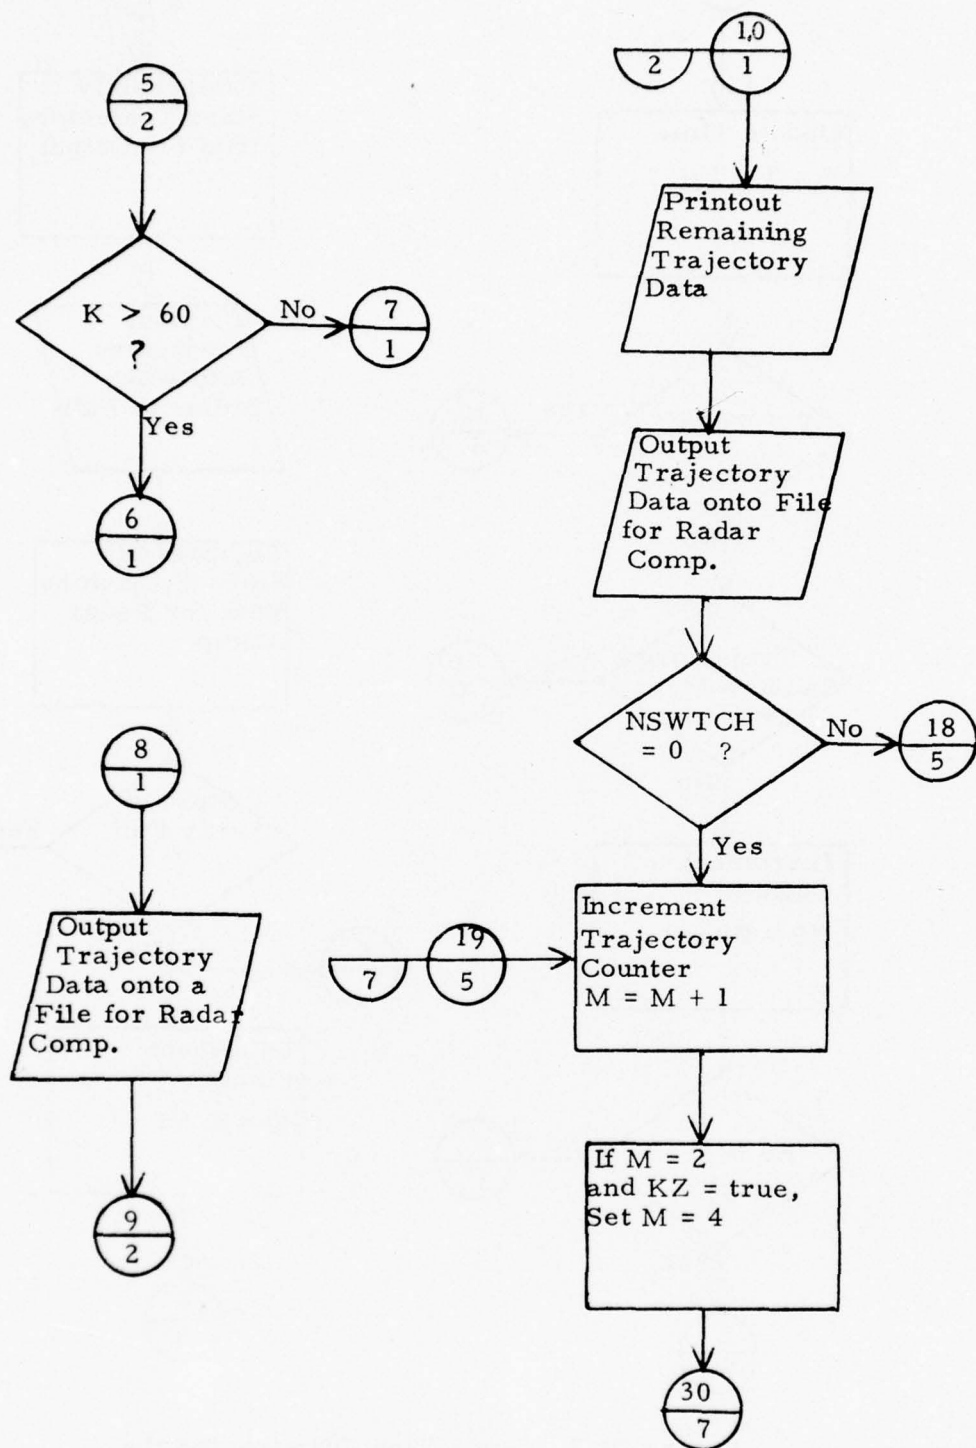 5
2
K > 60
?
No
7
1
Yes
6
1
8
1
Output
Trajectory
Data onto a
File for Radar
Comp.
9
2
2
10
1
Printout
Remaining
Trajectory
Data
Output
Trajectory
Data onto File
for Radar
Comp.
NSWTCH
= 0 ?
No
18
5
Yes
7
19
5
Increment
Trajectory
Counter
M = M + 1
If M = 2
and KZ = true,
Set M = 4
30
7